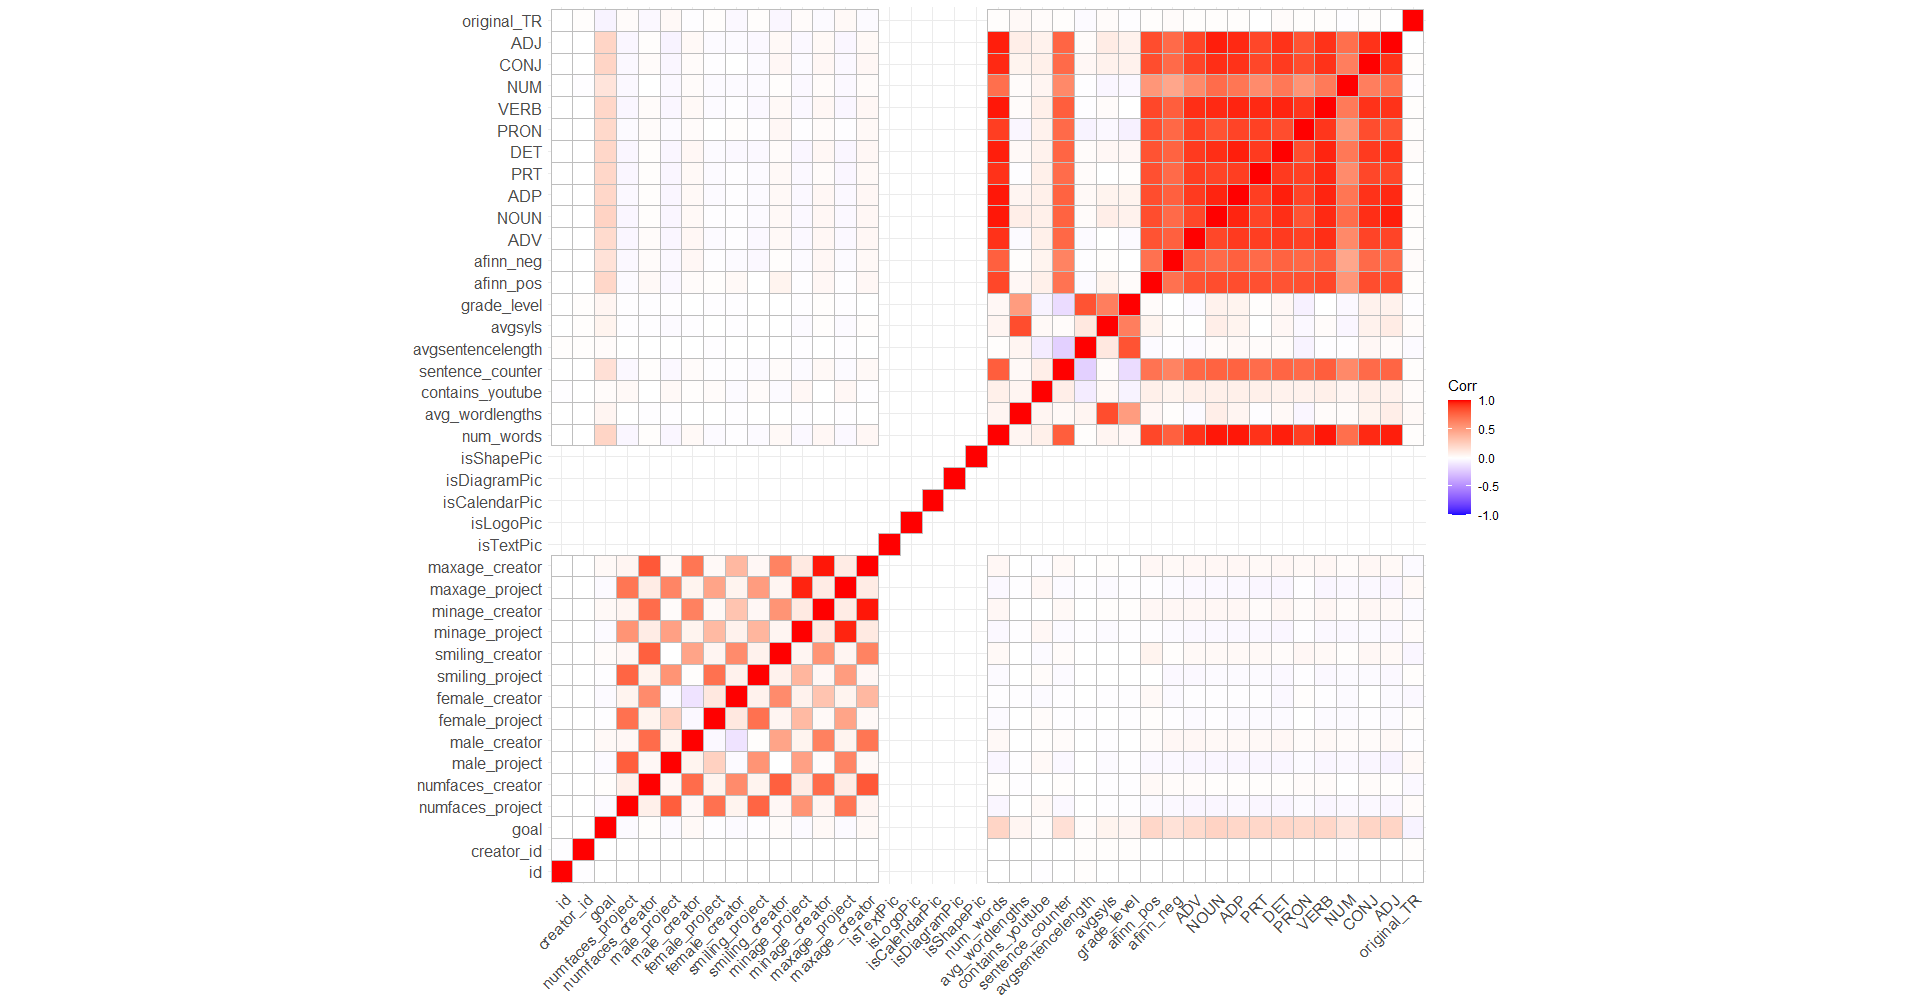 original_TR
ADJ
CONJ
NUM
VERB
PRON
DET
PRT
ADP
NOUN
ADV
afinn_neg
afinn_pos
grade_level
avgsyls
avgsentencelength
sentence_counter
contains_youtube
avg_wordlengths
num_words
isShapePic
isDiagramPic
isCalendarPic
isLogoPic
isTextPic
maxage_creator
maxage_project
minage_creator
minage_project
smiling_creator
smiling_project
female_creator
female_project
male_creator
male_project
numfaces_creator
numfaces_project
goal
creator_id
id
id
creator_id
goal
numfaces_project
numfaces_creator
male_project
male_creator
female_project
female_creator
smiling_project
smiling_creator
minage_project
minage_creator
maxage_project
maxage_creator
isTextPic
isLogoPic
isCalendarPic
isDiagramPic
isShapePic
num_words
avg_wordlengths
contains_youtube
sentence_counter
avgsentencelength
avgsyls
grade_level
afinn_pos
afinn_neg
ADV
NOUN
ADP
PRT
DET
PRON
VERB
NUM
CONJ
ADJ
original_TR
Corr
1.0
0.5
0.0
-0.5
-1.0